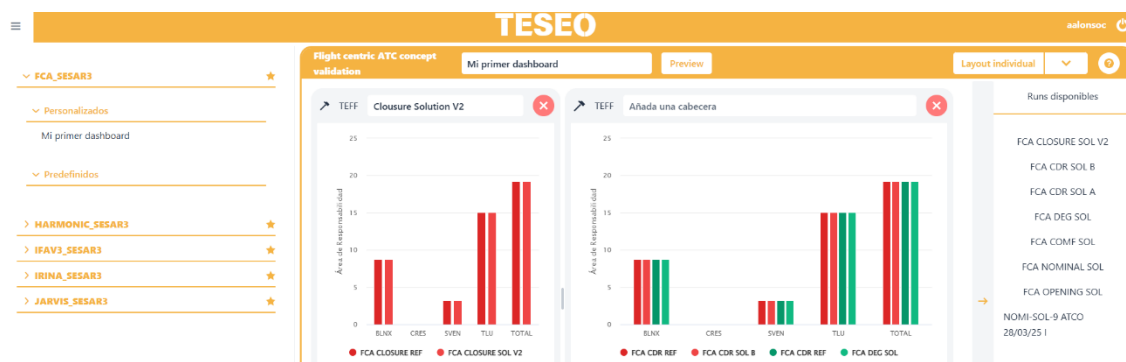 TESEO
aalonsoc
FCA_SESAR3
Personalizados
Mi primer dashboard
Predefinidos
HARMONIC_SESAR3
IFAV3_SESAR3
IRINA_SESAR3
JARVIS_SESAR3
Flight centric ATC concept
validation
Mi primer dashboard
Preview
Layout individual
?
TEFF
Clousure Solution V2
25
20
15
10
5
0
Área de Responsabilidad
BLNX CRES SVEN TLU TOTAL
FCA CLOSURE REF FCA CLOSURE SOL V2
TEFF
Añada una cabecera
25
20
15
10
5
0
Área de Responsabilidad
BLNX CRES SVEN TLU TOTAL
FCA CDR REF FCA CDR SOL B FCA CDR REF FCA DEG SOL
Runs disponibles
FCA CLOSURE SOL V2
FCA CDR SOL B
FCA CDR SOL A
FCA DEG SOL
FCA COMF SOL
FCA NOMINAL SOL
FCA OPENING SOL
NOMI-SOL-9 ATCO
28/03/25 I